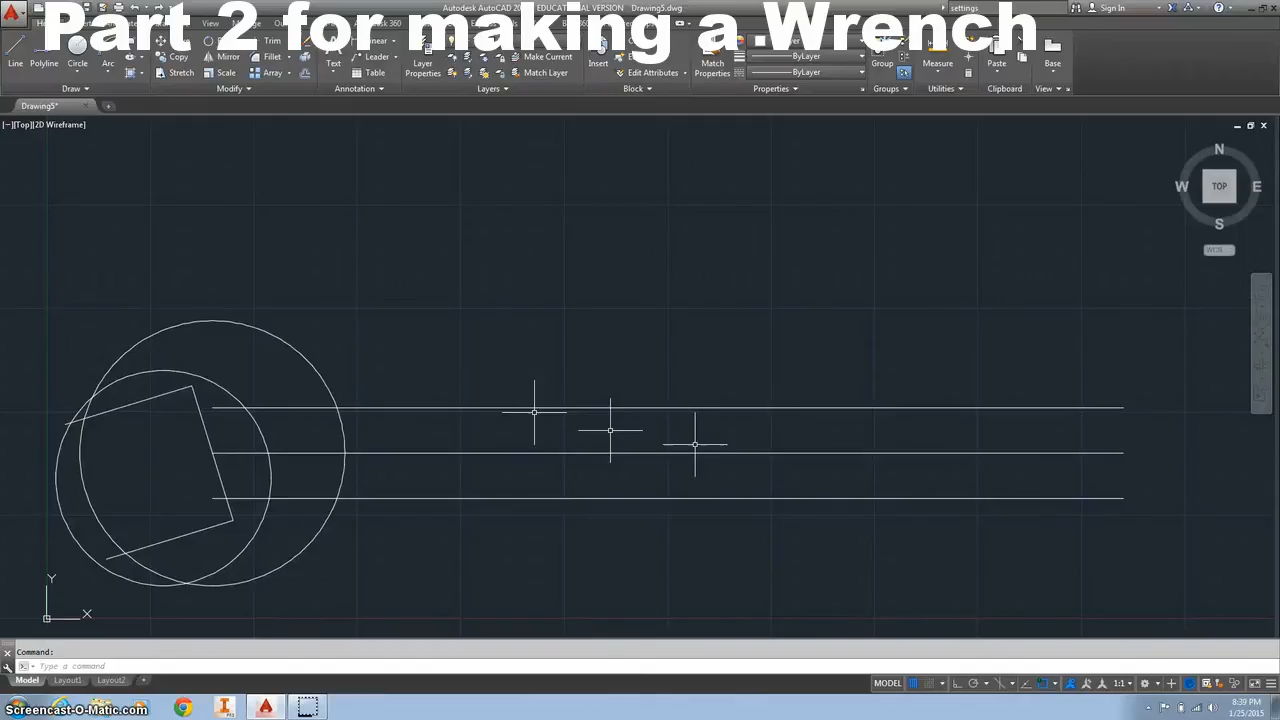 Part 2 for making a Wrench
Autodesk AutoCAD 20
EDUCATIONAL VERSION
Drawing5.dwg
settings
Sign In
360
Trim
Copy
Mirror
Fillet
Leader
Make Current
Stretch
Scale
Array
Table
Match Layer
Edit Attributes
ByLayer
ByLayer
Line
Polyline
Circle
Arc
Text
Layer
Properties
Insert
Match
Properties
Group
Measure
Paste
Base
Draw
Modify
Annotation
Layers
Block
Properties
Groups
Utilities
Clipboard
View
Drawing5*
[−][Top][2D Wireframe]
N
W
TOP
E
S
WCS
Y
X
Command:
Type a command
Model
Layout1
Layout2
MODEL
1:1
Screencast-O-Matic.com
PRO
8:39 PM
1/25/2015